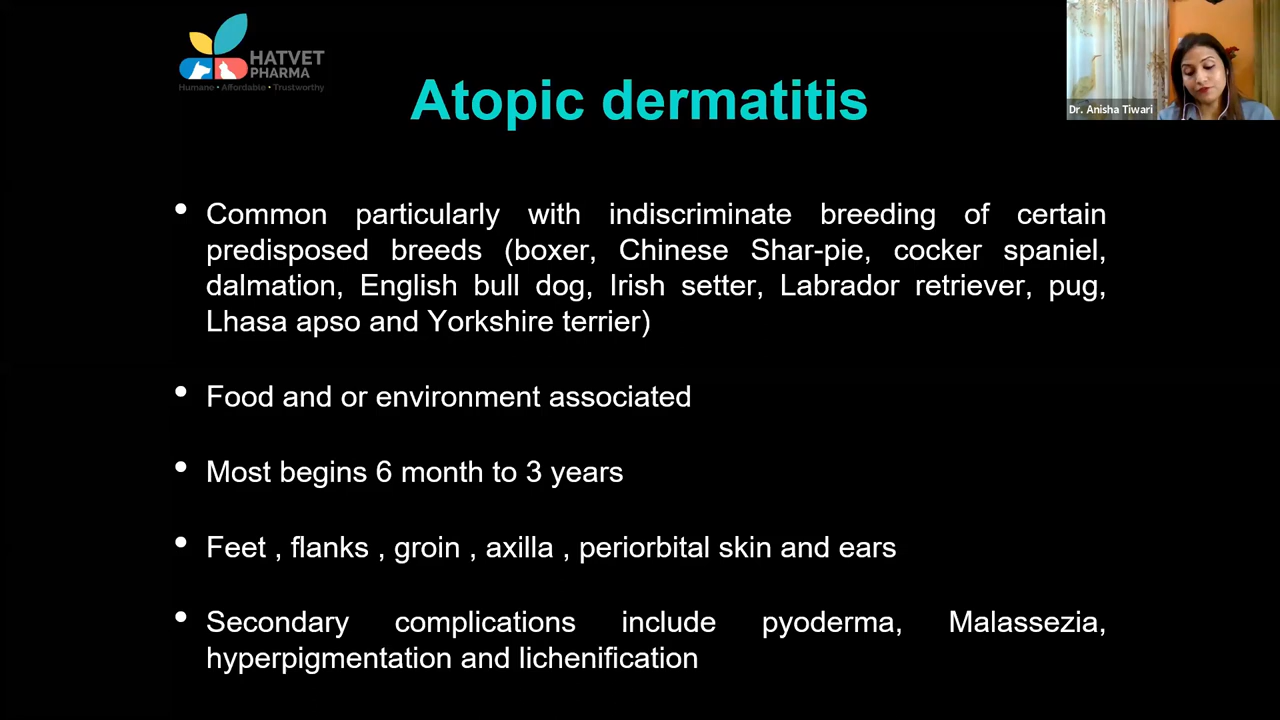 HATVET
PHARMA
Humane • Affordable • Trustworthy
Dr. Anisha Tiwari
Atopic dermatitis
• Common particularly with indiscriminate breeding of certain
predisposed breeds (boxer, Chinese Shar-pie, cocker spaniel,
dalmation, English bull dog, Irish setter, Labrador retriever, pug,
Lhasa apso and Yorkshire terrier)
• Food and or environment associated
• Most begins 6 month to 3 years
• Feet , flanks , groin , axilla , periorbital skin and ears
• Secondary complications include pyoderma, Malassezia,
hyperpigmentation and lichenification